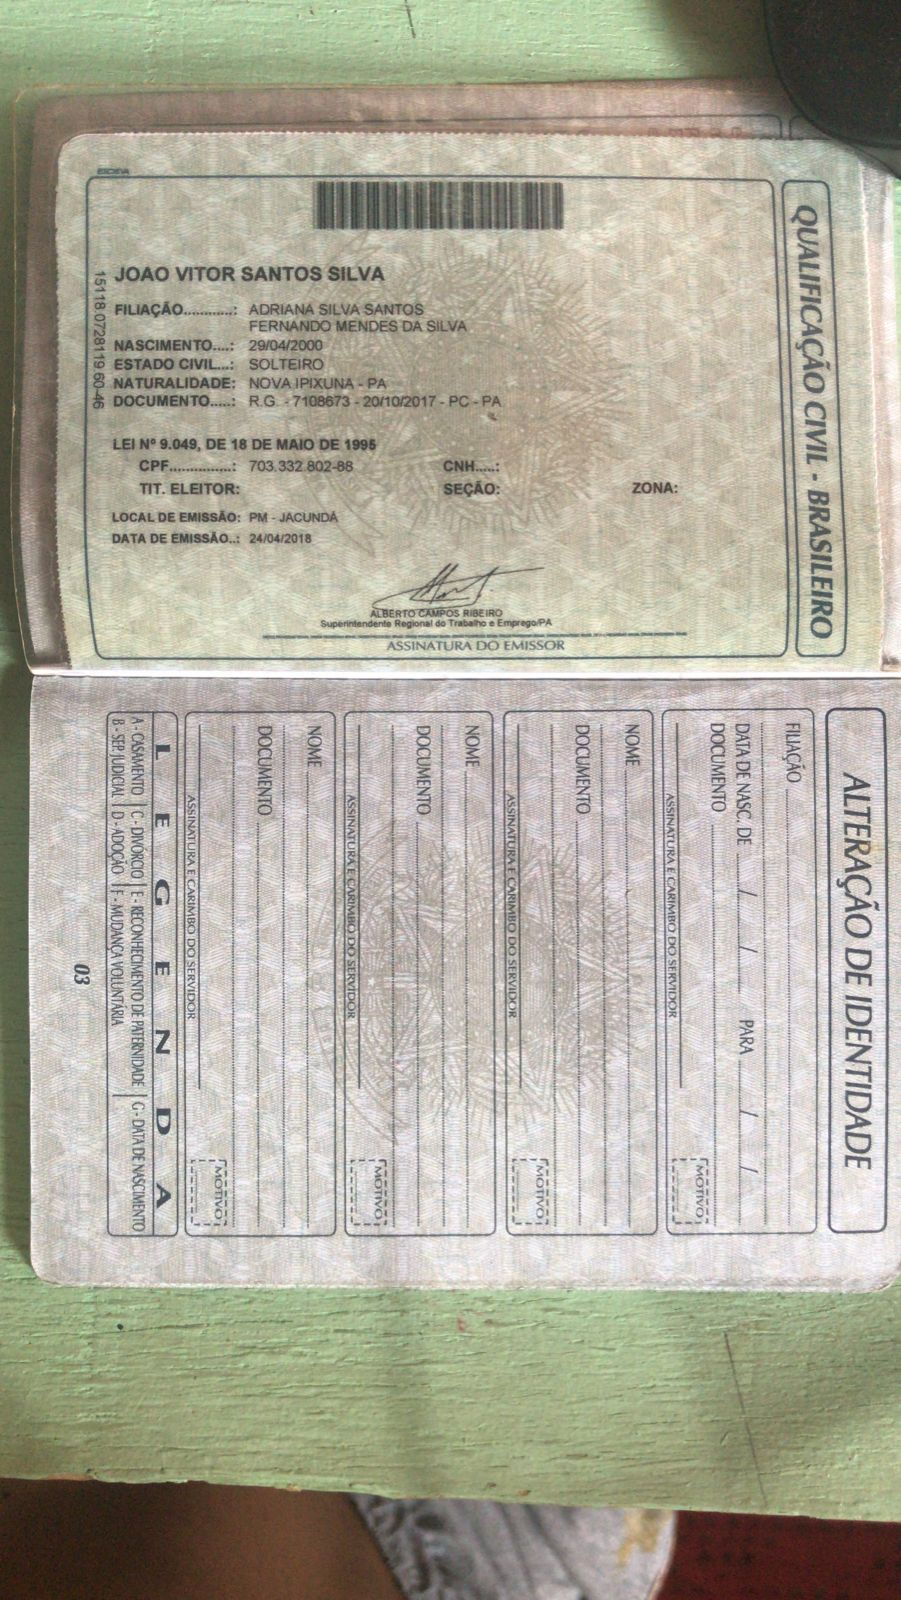 QUALIFICAÇÃO CIVIL - BRASILEIRO
JOAO VITOR SANTOS SILVA
FILIAÇÃO............: ADRIANA SILVA SANTOS
FERNANDO MENDES DA SILVA
NASCIMENTO....: 29/04/2000
ESTADO CIVIL...: SOLTEIRO
NATURALIDADE: NOVA IPIXUNA - PA
DOCUMENTO.....: R.G. - 7108673 - 20/10/2017 - PC - PA
LEI Nº 9.049, DE 18 DE MAIO DE 1995
CPF...............: 703.332.802-88 CNH.....:
TIT. ELEITOR: SEÇÃO: ZONA:
LOCAL DE EMISSÃO: PM - JACUNDÁ
DATA DE EMISSÃO..: 24/04/2018
ALBERTO CAMPOS RIBEIRO
Superintendente Regional do Trabalho e Emprego/PA
ASSINATURA DO EMISSOR
15118.0728119.60-46
ALTERAÇÃO DE IDENTIDADE
FILIAÇÃO
DATA DE NASC. DE / / PARA / /
DOCUMENTO
ASSINATURA E CARIMBO DO SERVIDOR
MOTIVO
NOME
DOCUMENTO
ASSINATURA E CARIMBO DO SERVIDOR
MOTIVO
NOME
DOCUMENTO
ASSINATURA E CARIMBO DO SERVIDOR
MOTIVO
NOME
DOCUMENTO
ASSINATURA E CARIMBO DO SERVIDOR
MOTIVO
L E G E N D A
A - CASAMENTO | C - DIVÓRCIO | E - RECONHECIMENTO DE PATERNIDADE | G - DATA DE NASCIMENTO
B - SEP. JUDICIAL | D - ADOÇÃO | F - MUDANÇA VOLUNTÁRIA |
03